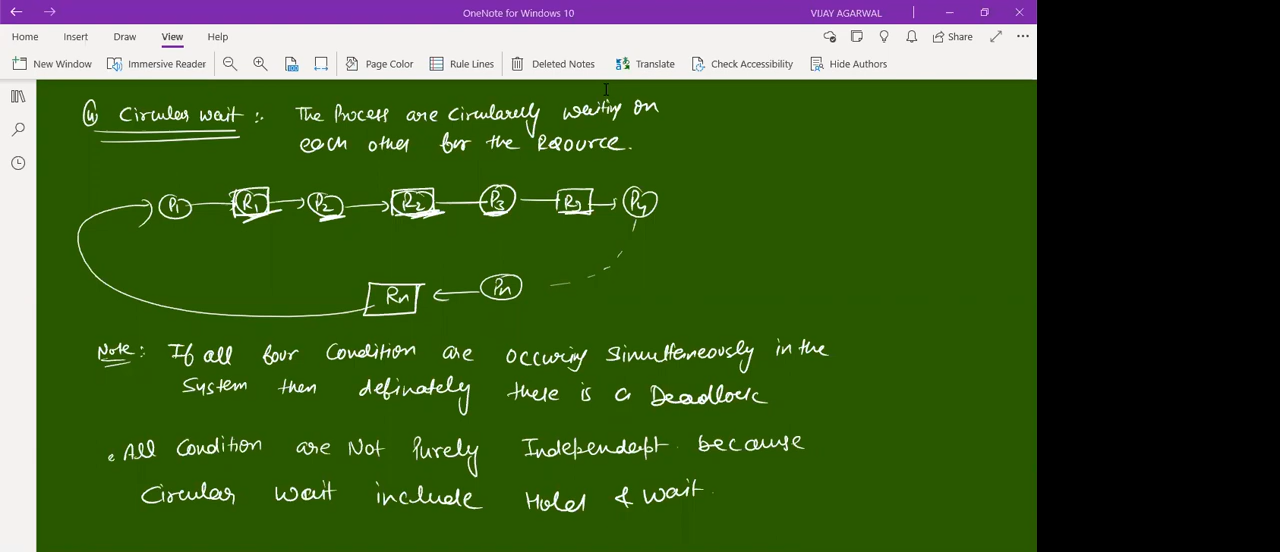 OneNote for Windows 10
VIJAY AGARWAL
Home Insert Draw View Help
Share
New Window Immersive Reader Page Color Rule Lines Deleted Notes Translate Check Accessibility Hide Authors
Circular wait :. The Process are circularely waiting on
each other for the Resource.
P1 R1 P2 R2 P3 R3 P4
Rn Pn
Note : If all four Condition are occuring simultaneously in the
System then definately there is a Deadlock
All Condition are Not Purely Independent because
Circular wait include Hold & wait.